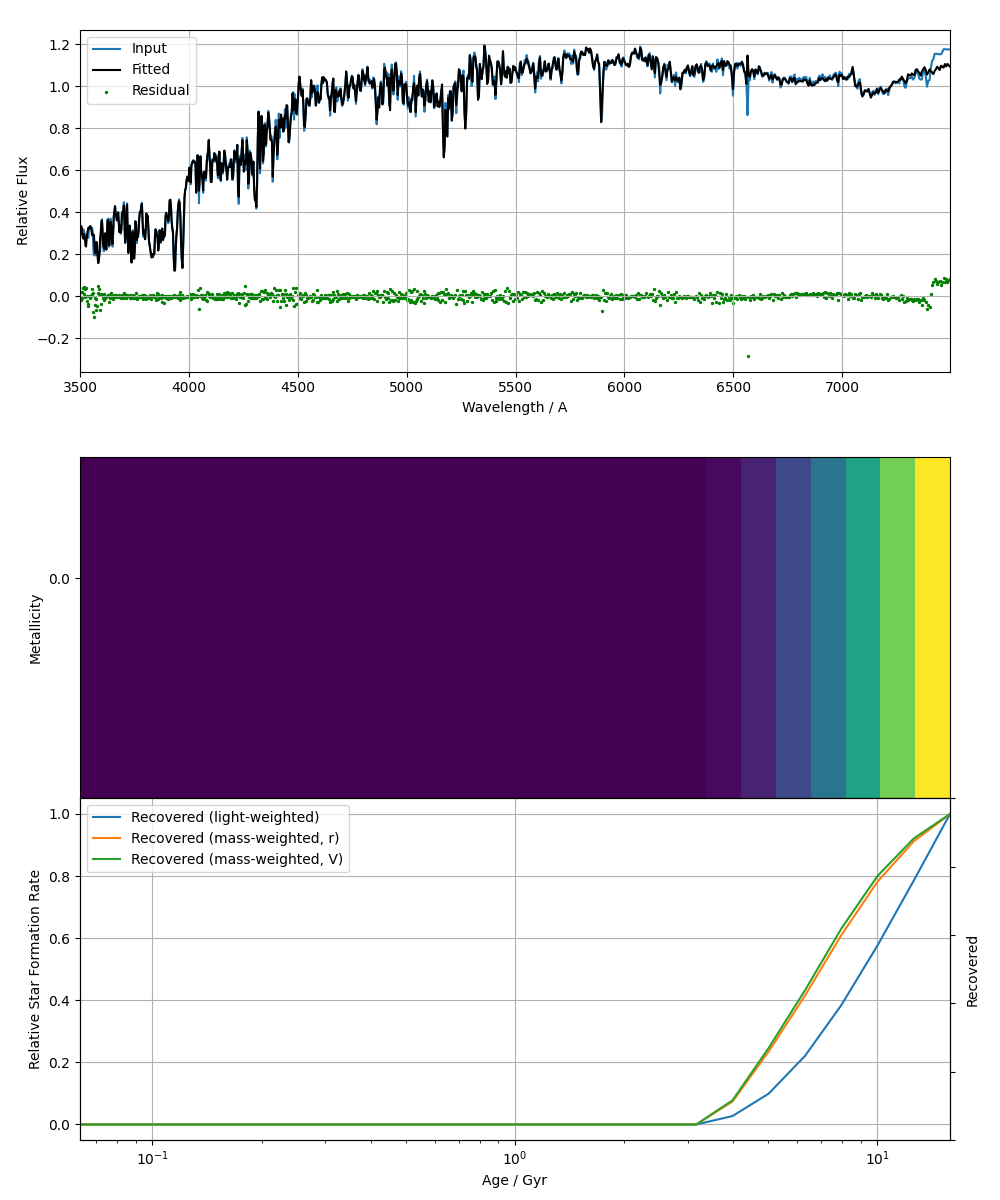 1.2
1.0
0.8
0.6
0.4
0.2
0.0
−0.2
Relative Flux
Input
Fitted
Residual
3500 4000 4500 5000 5500 6000 6500 7000
Wavelength / A
0.0
Metallicity
1.0
0.8
0.6
0.4
0.2
0.0
Relative Star Formation Rate
Recovered (light-weighted)
Recovered (mass-weighted, r)
Recovered (mass-weighted, V)
Recovered
10⁻¹ 10⁰ 10¹
Age / Gyr